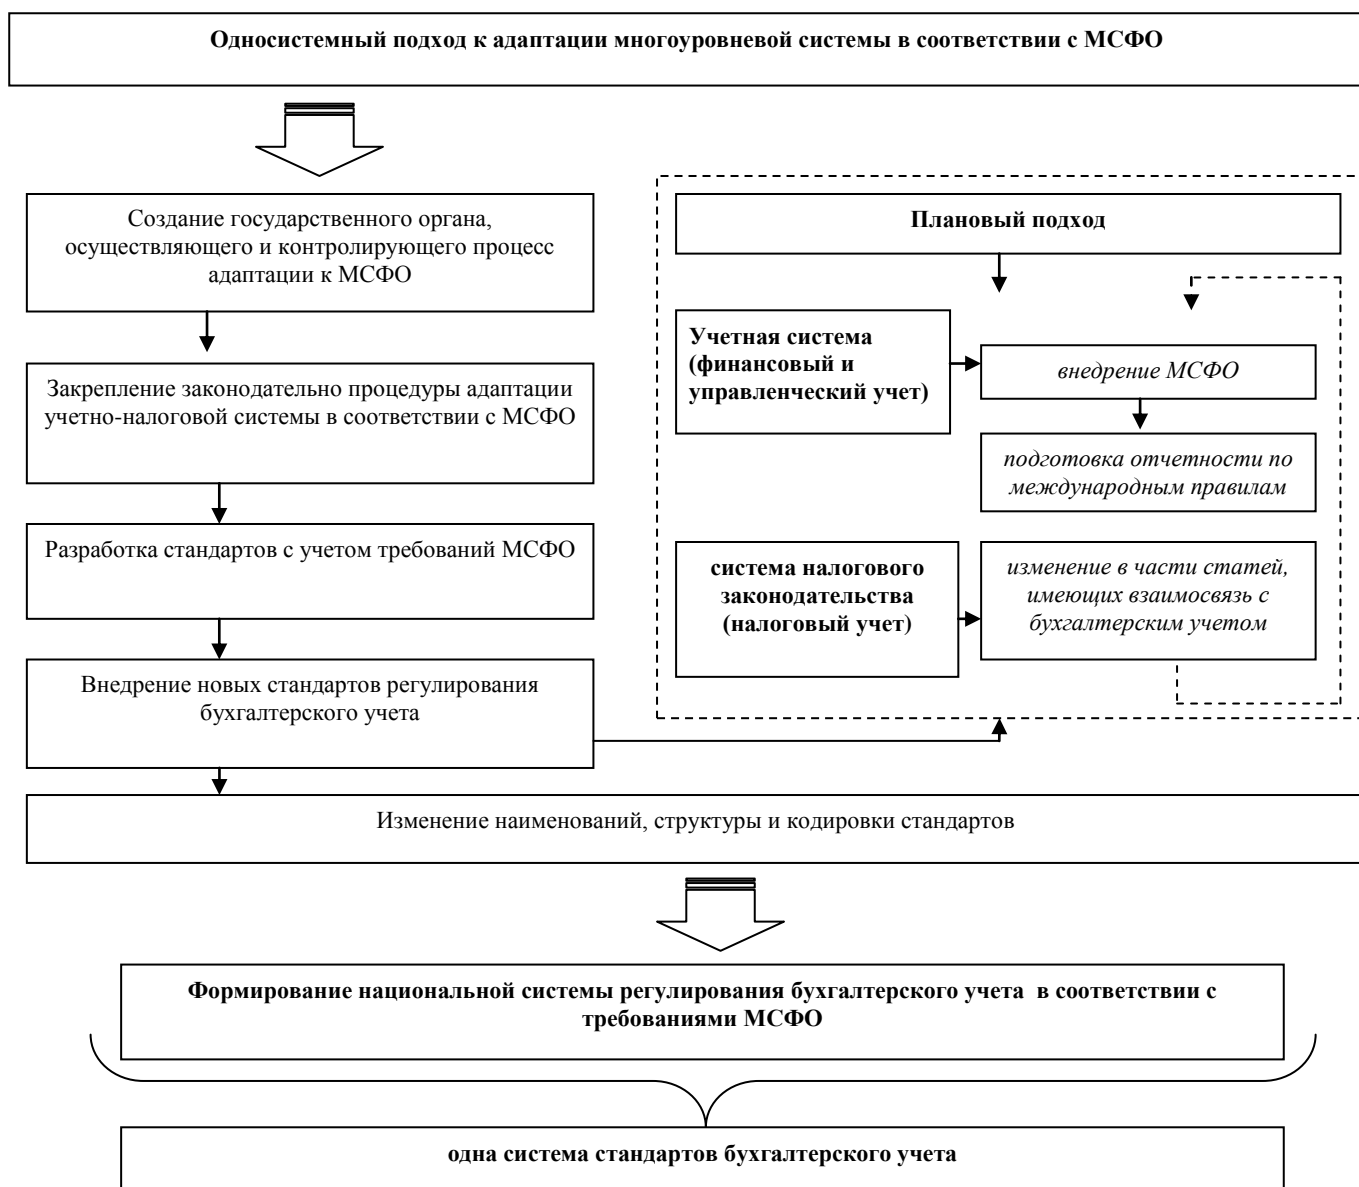 Односистемный подход к адаптации многоуровневой системы в соответствии с МСФО
Создание государственного органа,
осуществляющего и контролирующего процесс
адаптации к МСФО
Закрепление законодательно процедуры адаптации
учетно-налоговой системы в соответствии с МСФО
Разработка стандартов с учетом требований МСФО
Внедрение новых стандартов регулирования
бухгалтерского учета
Плановый подход
Учетная система
(финансовый и
управленческий учет)
внедрение МСФО
подготовка отчетности по
международным правилам
система налогового
законодательства
(налоговый учет)
изменение в части статей,
имеющих взаимосвязь с
бухгалтерским учетом
Изменение наименований, структуры и кодировки стандартов
Формирование национальной системы регулирования бухгалтерского учета в соответствии с
требованиями МСФО
одна система стандартов бухгалтерского учета